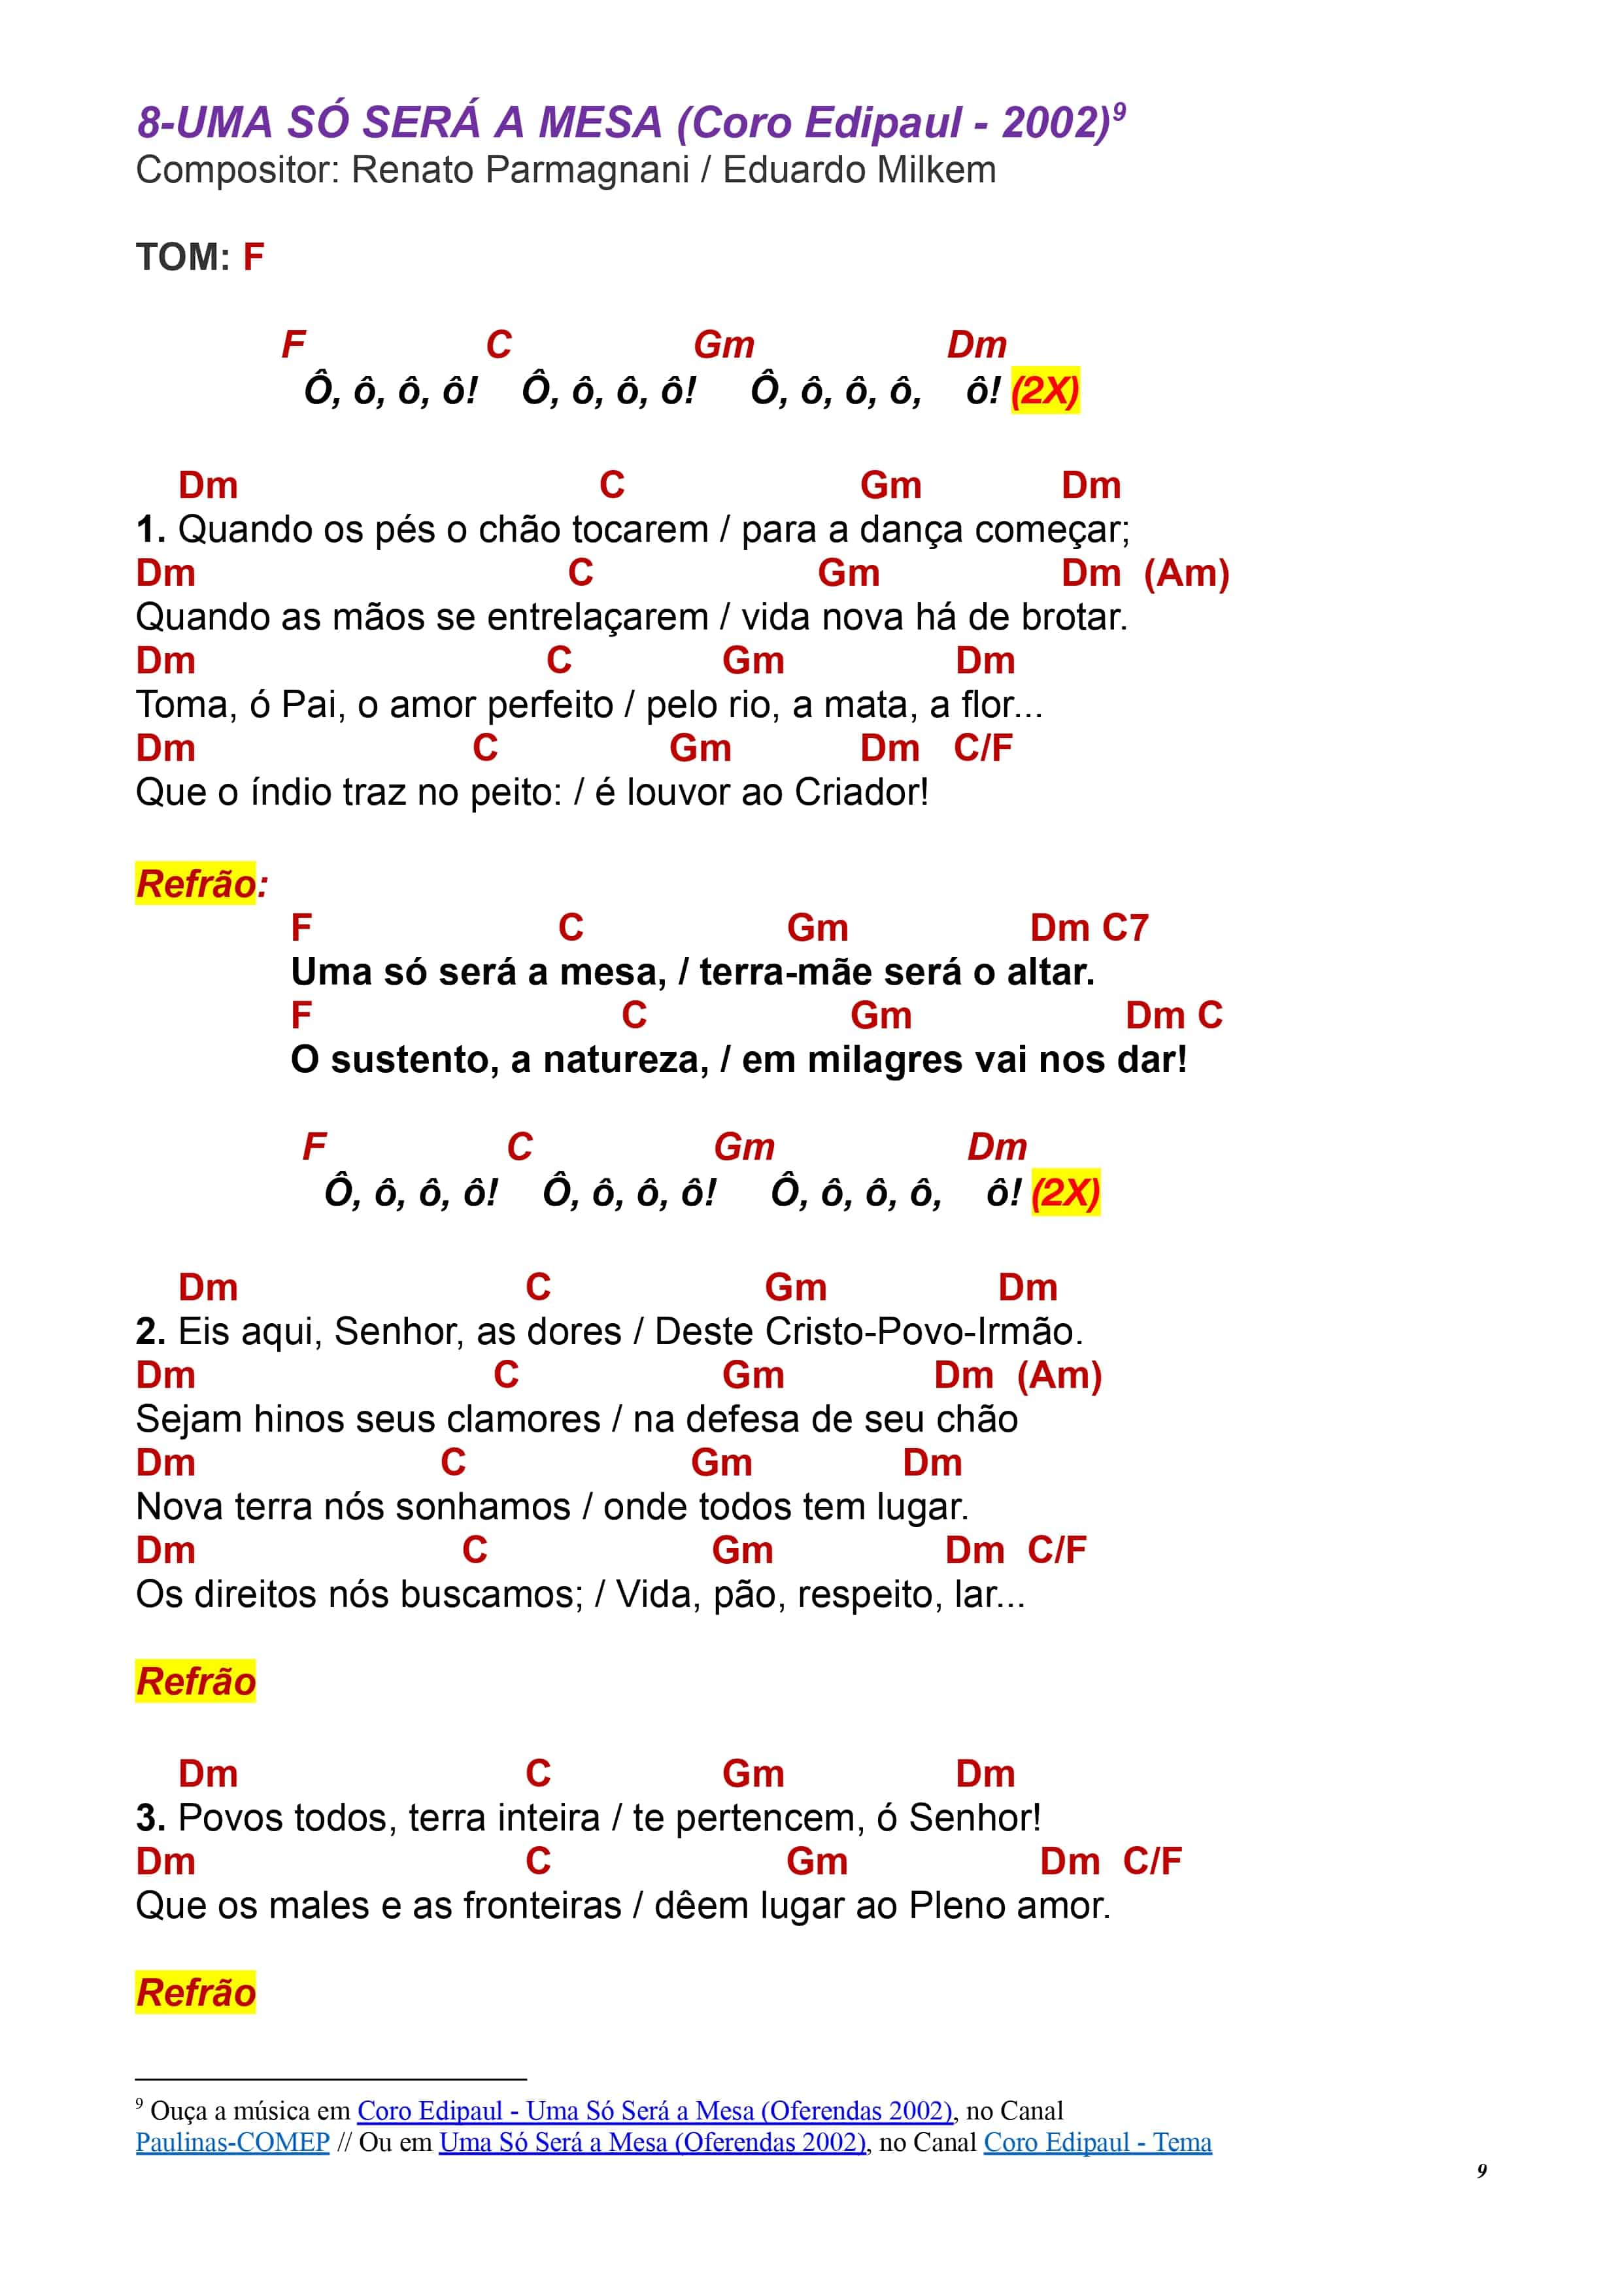 8-UMA SÓ SERÁ A MESA (Coro Edipaul - 2002)9
Compositor: Renato Parmagnani / Eduardo Milkem
TOM: F
F C Gm Dm
Ô, ô, ô, ô! Ô, ô, ô, ô! Ô, ô, ô, ô, ô! (2X)
Dm C Gm Dm
1. Quando os pés o chão tocarem / para a dança começar;
Dm C Gm Dm (Am)
Quando as mãos se entrelaçarem / vida nova há de brotar.
Dm C Gm Dm
Toma, ó Pai, o amor perfeito / pelo rio, a mata, a flor...
Dm C Gm Dm C/F
Que o índio traz no peito: / é louvor ao Criador!
Refrão:
F C Gm Dm C7
Uma só será a mesa, / terra-mãe será o altar.
F C Gm Dm C
O sustento, a natureza, / em milagres vai nos dar!
F C Gm Dm
Ô, ô, ô, ô! Ô, ô, ô, ô! Ô, ô, ô, ô, ô! (2X)
Dm C Gm Dm
2. Eis aqui, Senhor, as dores / Deste Cristo-Povo-Irmão.
Dm C Gm Dm (Am)
Sejam hinos seus clamores / na defesa de seu chão
Dm C Gm Dm
Nova terra nós sonhamos / onde todos tem lugar.
Dm C Gm Dm C/F
Os direitos nós buscamos; / Vida, pão, respeito, lar...
Refrão
Dm C Gm Dm
3. Povos todos, terra inteira / te pertencem, ó Senhor!
Dm C Gm Dm C/F
Que os males e as fronteiras / dêem lugar ao Pleno amor.
Refrão
9 Ouça a música em Coro Edipaul - Uma Só Será a Mesa (Oferendas 2002), no Canal
Paulinas-COMEP // Ou em Uma Só Será a Mesa (Oferendas 2002), no Canal Coro Edipaul - Tema
9